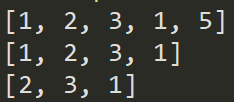 [1, 2, 3, 1, 5]
[1, 2, 3, 1]
[2, 3, 1]